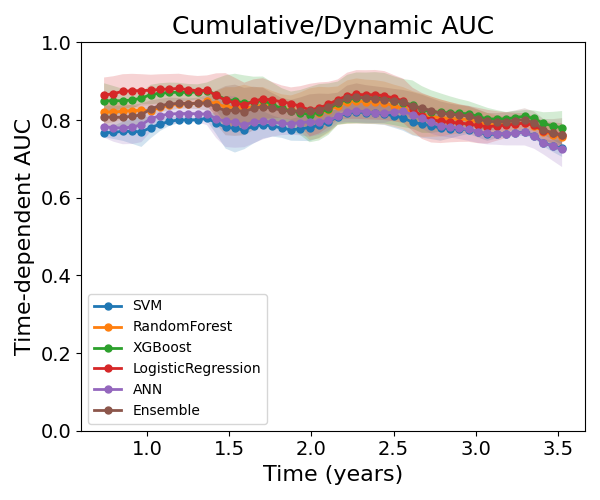 Cumulative/Dynamic AUC
Time-dependent AUC
1.0
0.8
0.6
0.4
0.2
0.0
SVM
RandomForest
XGBoost
LogisticRegression
ANN
Ensemble
1.0 1.5 2.0 2.5 3.0 3.5
Time (years)